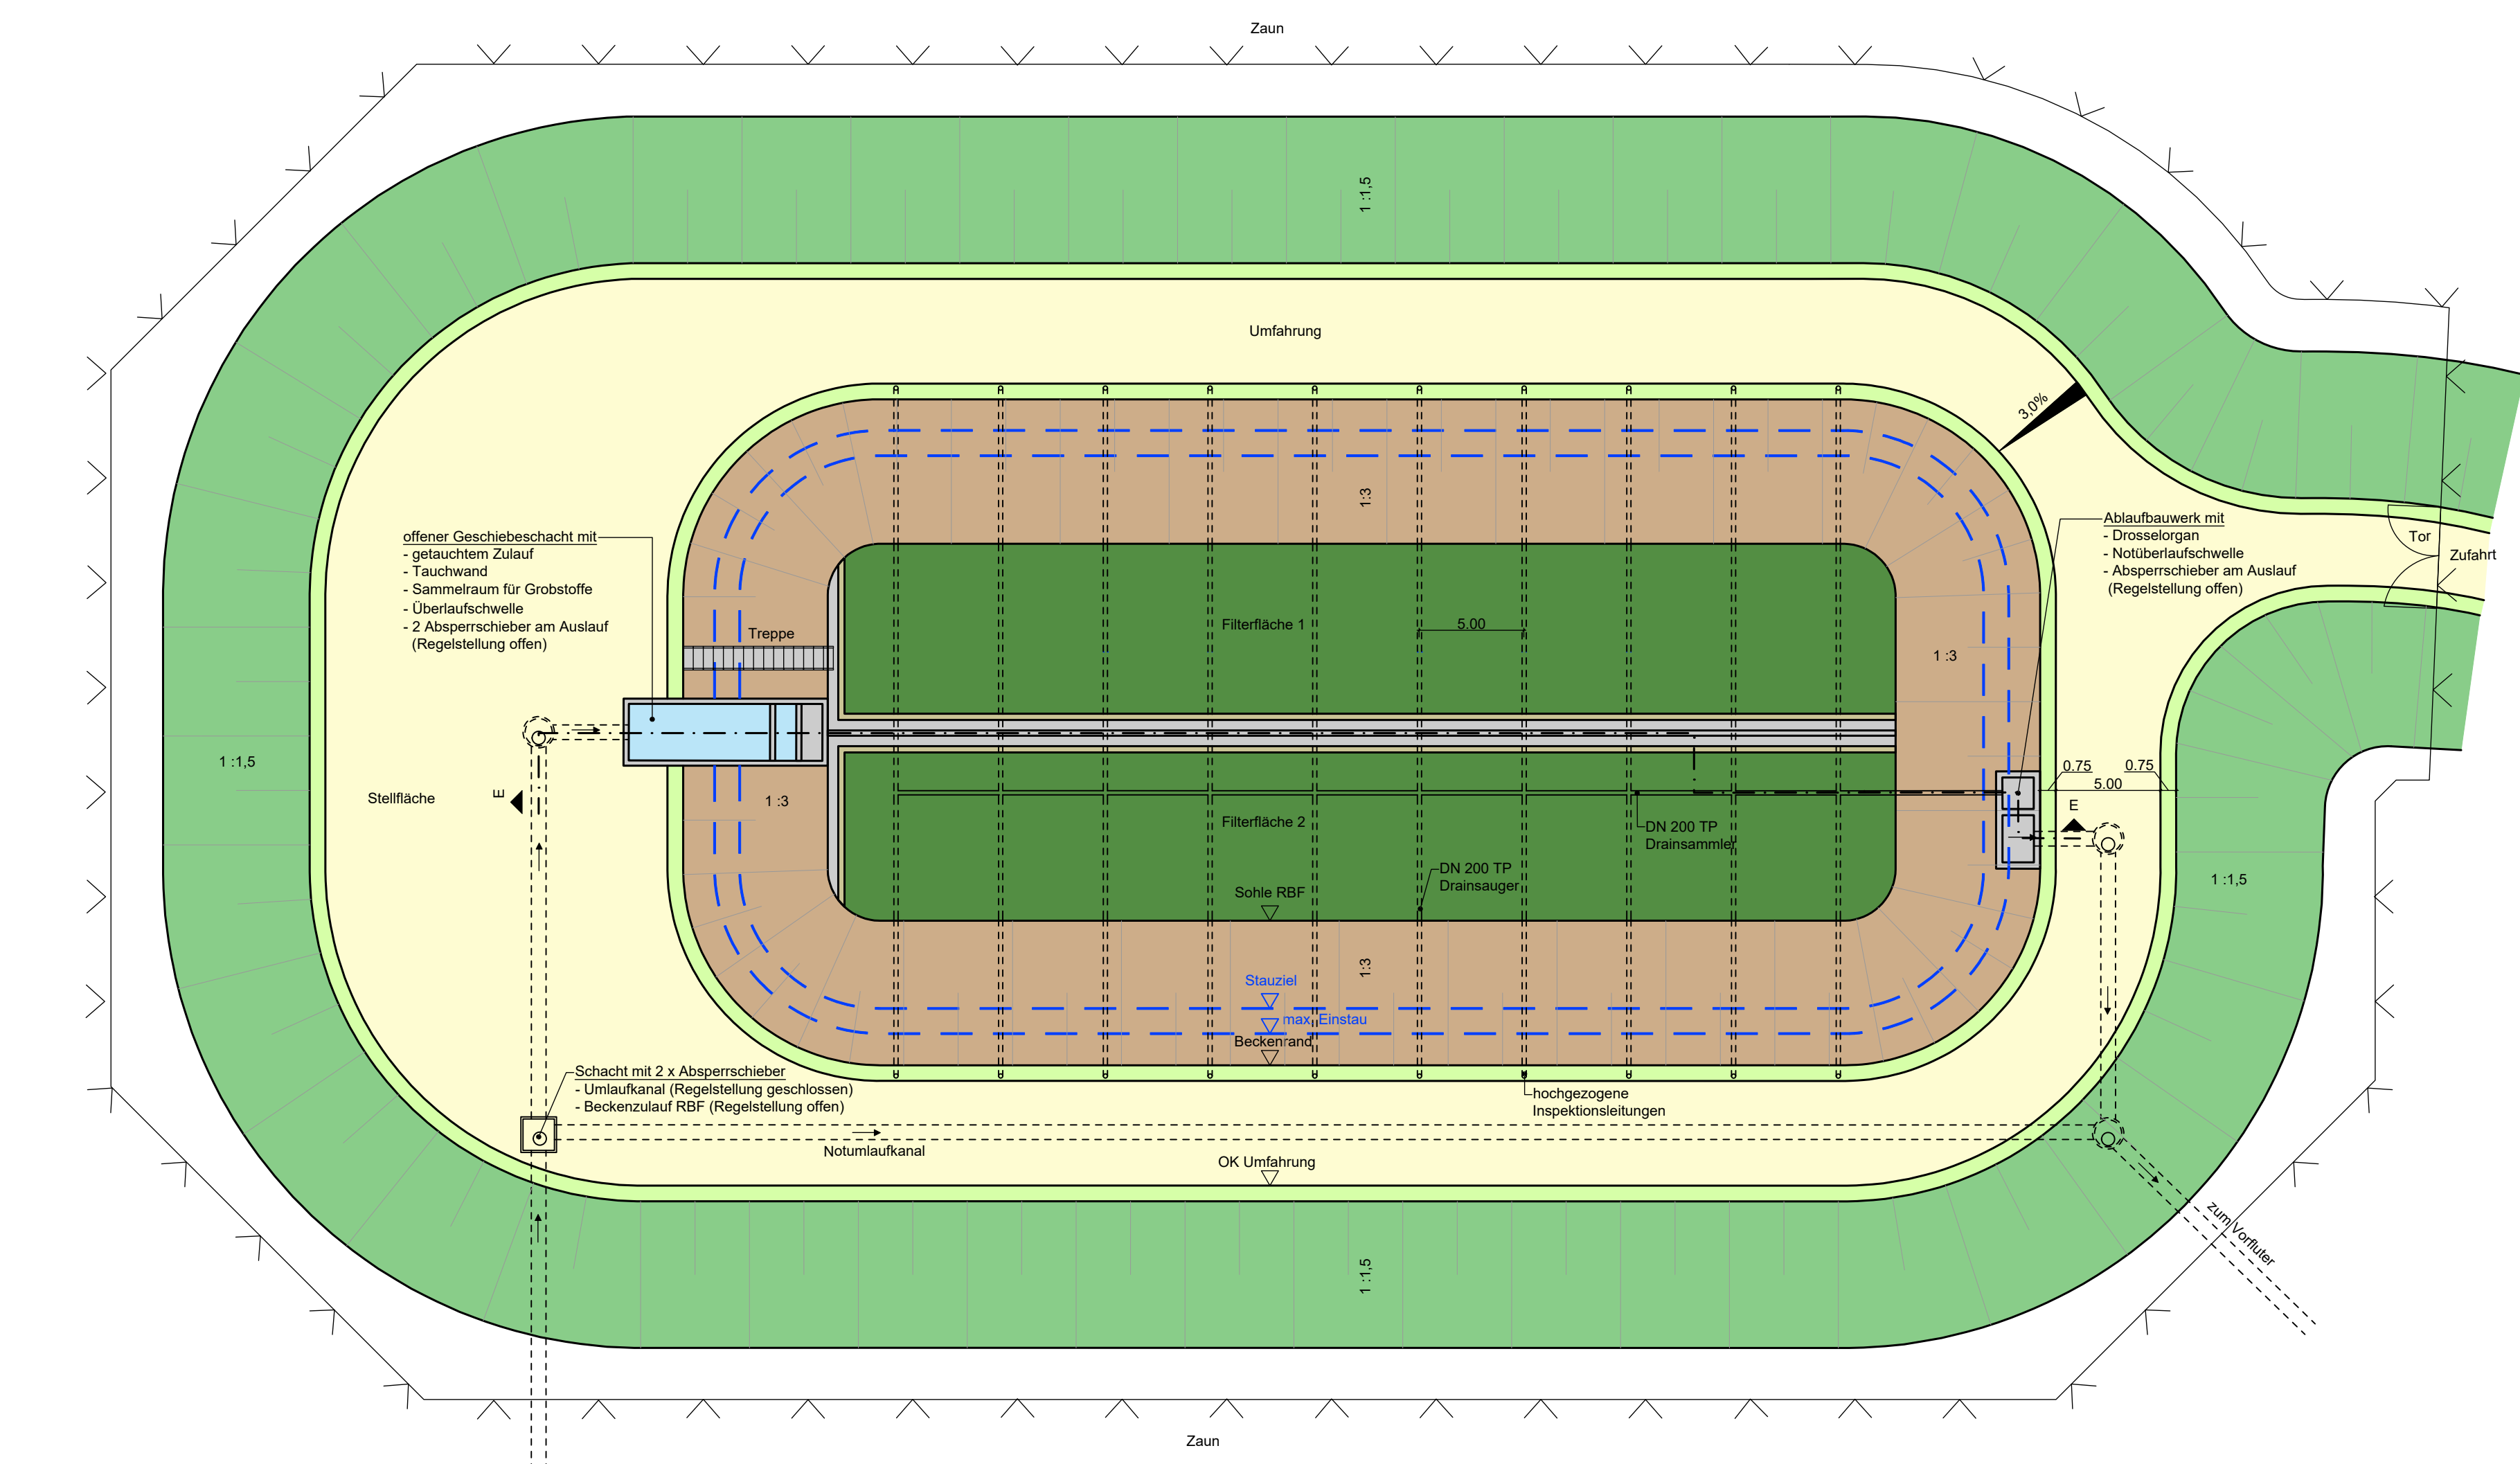 Zaun
1 :1,5
Umfahrung
3,0%
1:3
offener Geschiebeschacht mit
- getauchtem Zulauf
- Tauchwand
- Sammelraum für Grobstoffe
- Überlaufschwelle
- 2 Absperrschieber am Auslauf
(Regelstellung offen)
Ablaufbauwerk mit
- Drosselorgan
- Notüberlaufschwelle
- Absperrschieber am Auslauf
(Regelstellung offen)
Tor
Zufahrt
Treppe
Filterfläche 1
5.00
1 :3
1 :1,5
Stellfläche
E
1 :3
Filterfläche 2
DN 200 TP
Drainsammler
0.75
0.75
5.00
E
DN 200 TP
Drainsauger
Sohle RBF
1 :1,5
1:3
Stauziel
max. Einstau
Beckenrand
Schacht mit 2 x Absperrschieber
- Umlaufkanal (Regelstellung geschlossen)
- Beckenzulauf RBF (Regelstellung offen)
hochgezogene
Inspektionsleitungen
Notumlaufkanal
OK Umfahrung
zum Vorfluter
1 :1,5
Zaun